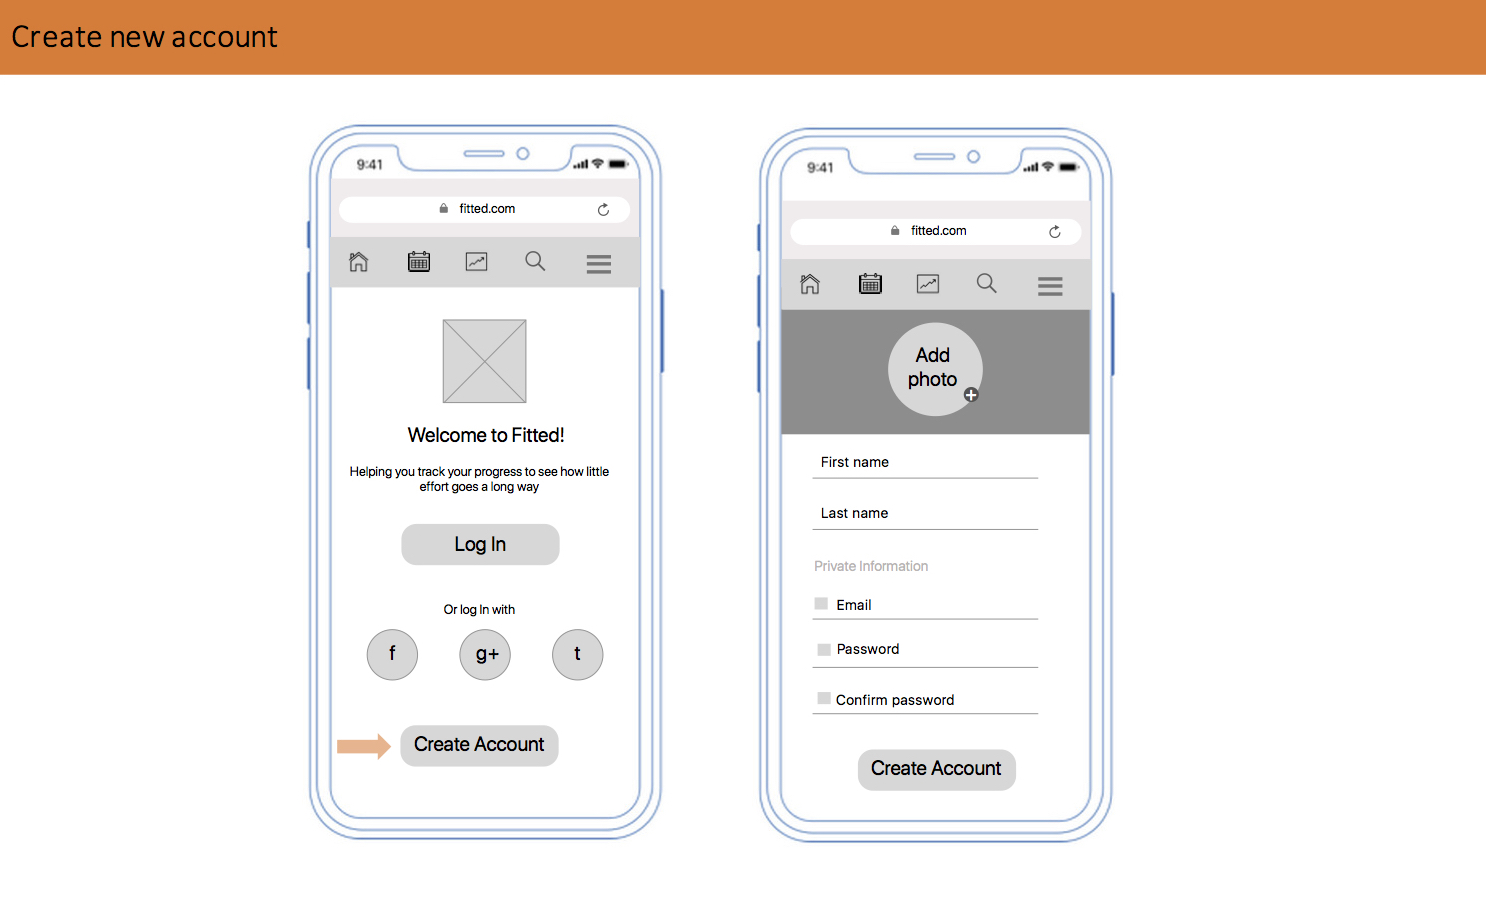 Create new account
9:41
fitted.com
Welcome to Fitted!
Helping you track your progress to see how little
effort goes a long way
Log In
Or log In with
f g+ t
Create Account
9:41
fitted.com
Add
photo
First name
Last name
Private Information
Email
Password
Confirm password
Create Account